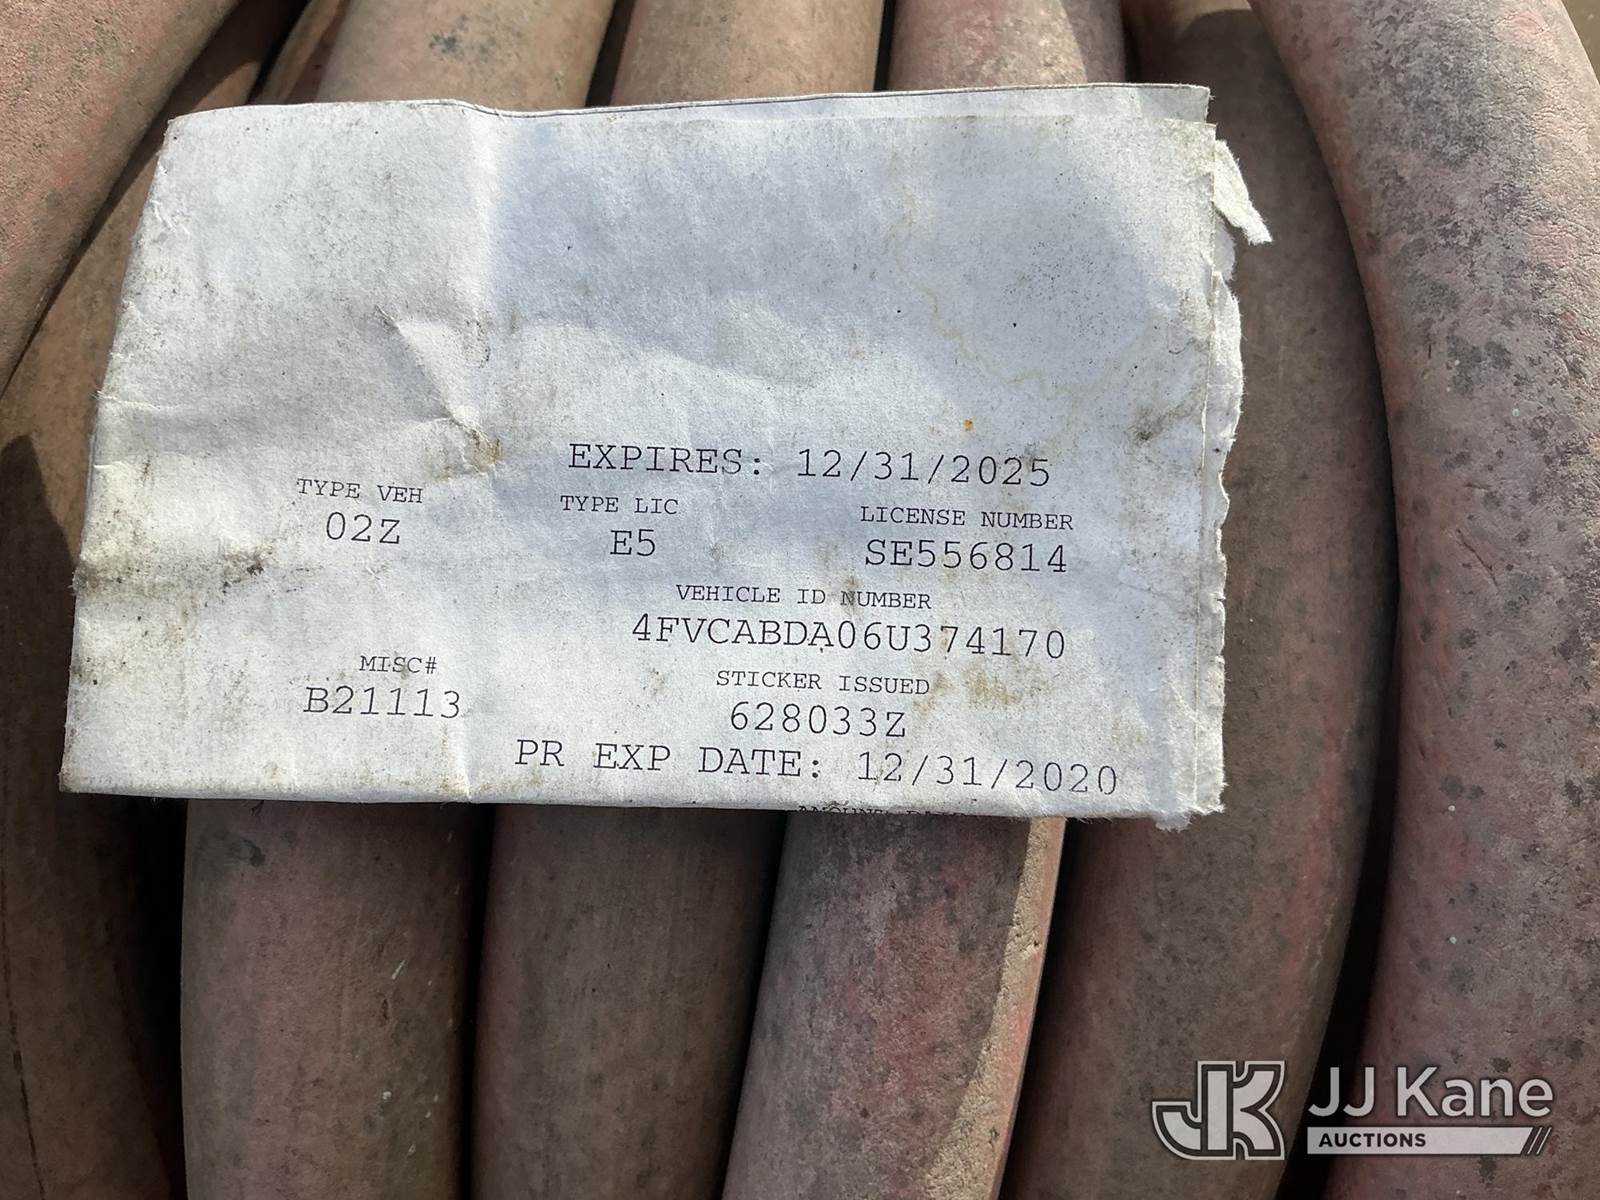 EXPIRES: 12/31/2025
TYPE VEH TYPE LIC LICENSE NUMBER
02Z E5 SE556814
VEHICLE ID NUMBER
4FVCABDA06U374170
MISC# STICKER ISSUED
B21113 628033Z
PR EXP DATE: 12/31/2020
JK JJ Kane
AUCTIONS